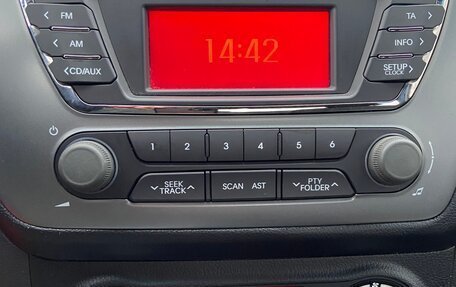 FM
14:42
TA
AM
INFO
CD/AUX
SETUP
CLOCK
1 2 3 4 5 6
SEEK
TRACK
SCAN AST
PTY
FOLDER